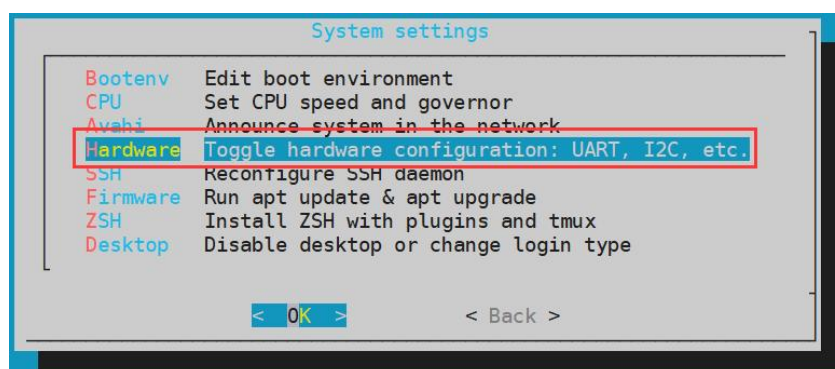 System settings
Bootenv Edit boot environment
CPU Set CPU speed and governor
Avahi Announce system in the network
Hardware Toggle hardware configuration: UART, I2C, etc.
SSH Reconfigure SSH daemon
Firmware Run apt update & apt upgrade
ZSH Install ZSH with plugins and tmux
Desktop Disable desktop or change login type
< OK > < Back >